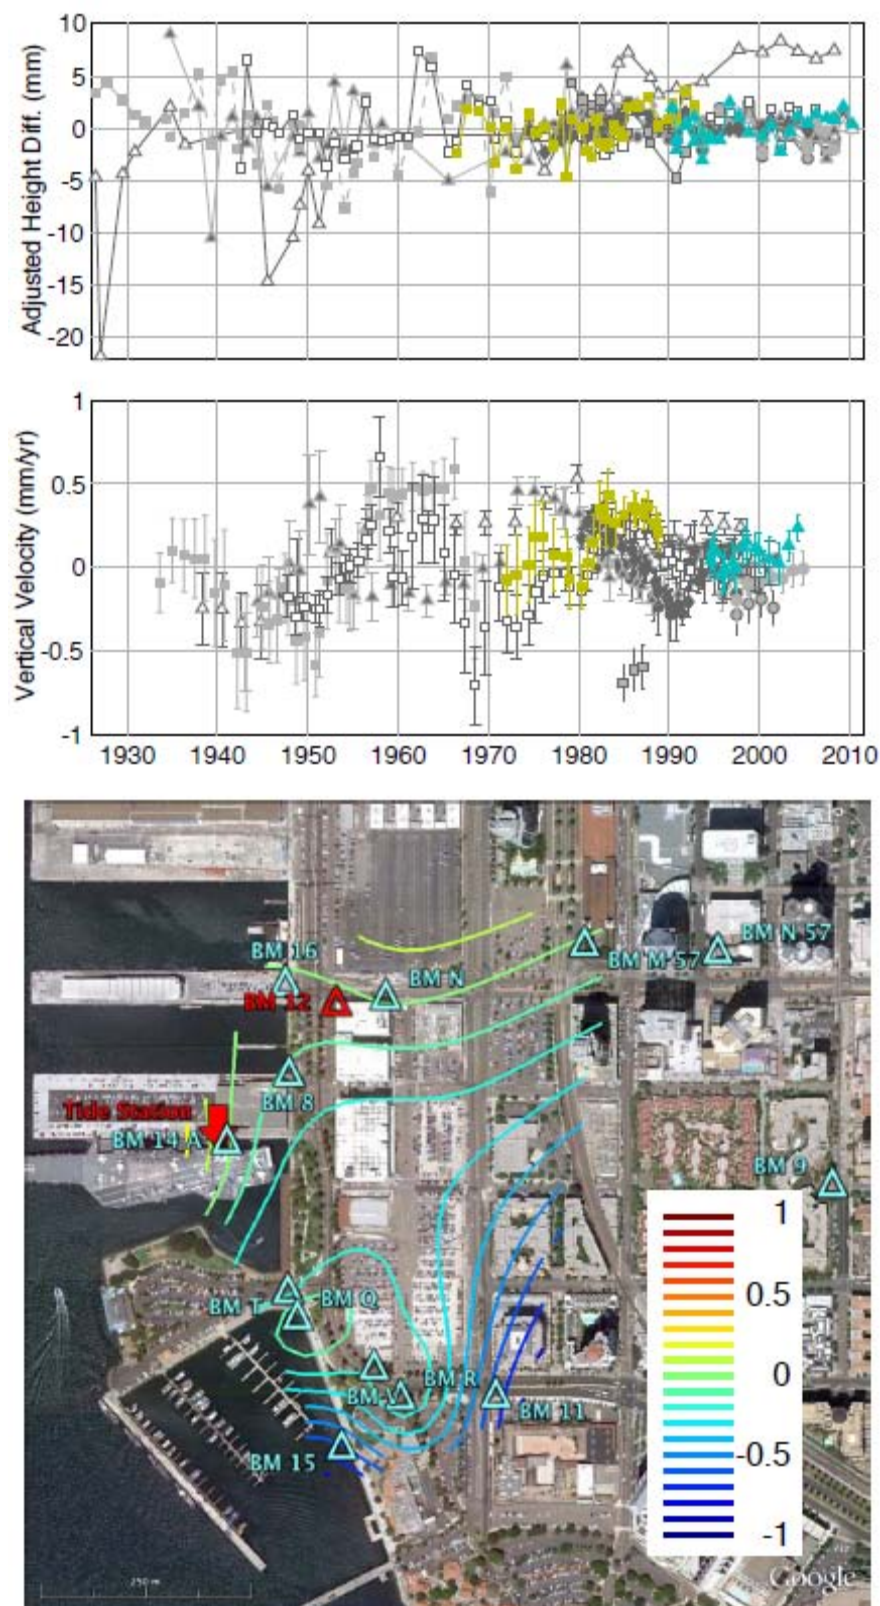 10
5
0
-5
-10
-15
-20
Adjusted Height Diff. (mm)
1
0.5
0
-0.5
-1
Vertical Velocity (mm/yr)
1930 1940 1950 1960 1970 1980 1990 2000 2010
BM 16
BM N 57
BM M 57
BM N
BM 12
BM 8
Tide Station
BM 14 A
BM 9
BM T
BM Q
BM V
BM R
BM 11
BM 15
1
0.5
0
-0.5
-1
250 m
Google